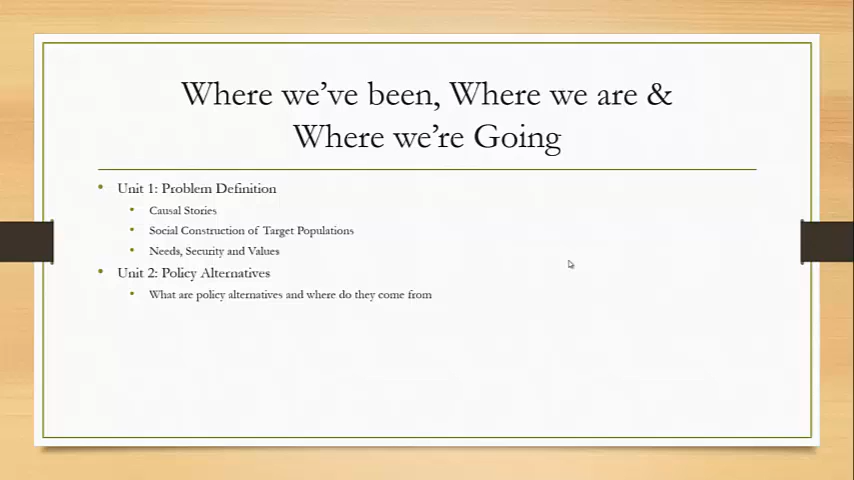 Where we've been, Where we are &
Where we're Going
• Unit 1: Problem Definition
• Causal Stories
• Social Construction of Target Populations
• Needs, Security and Values
• Unit 2: Policy Alternatives
• What are policy alternatives and where do they come from